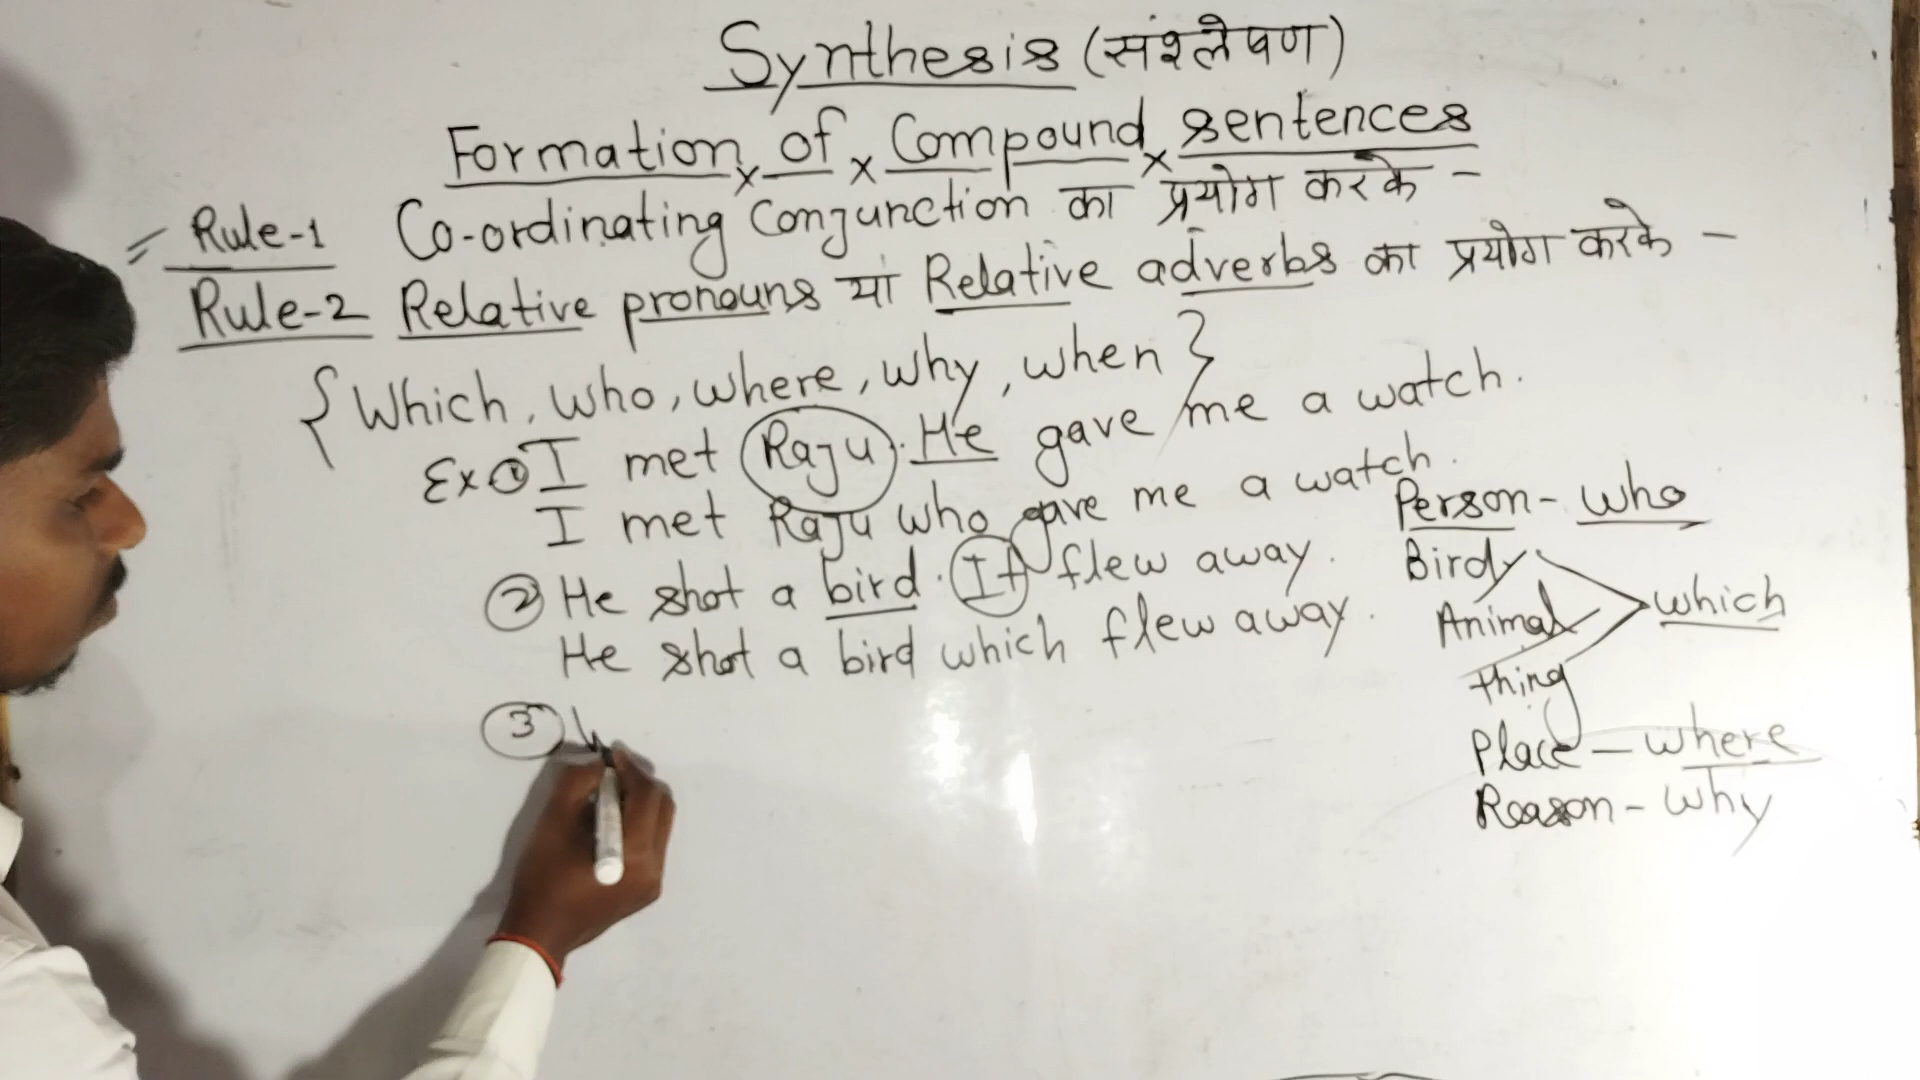 Synthesis (संश्लेषण)
Formation of Compound sentences
Rule-1 Co-ordinating Conjunction का प्रयोग करके -
Rule-2 Relative pronouns या Relative adverbs का प्रयोग करके -
{Which, who, where, why, when}
Ex ① I met Raju. He gave me a watch.
I met Raju who gave me a watch.
② He shot a bird. It flew away.
He shot a bird which flew away.
③
Person - who
Bird
Animal
thing
which
Place - where
Reason - why